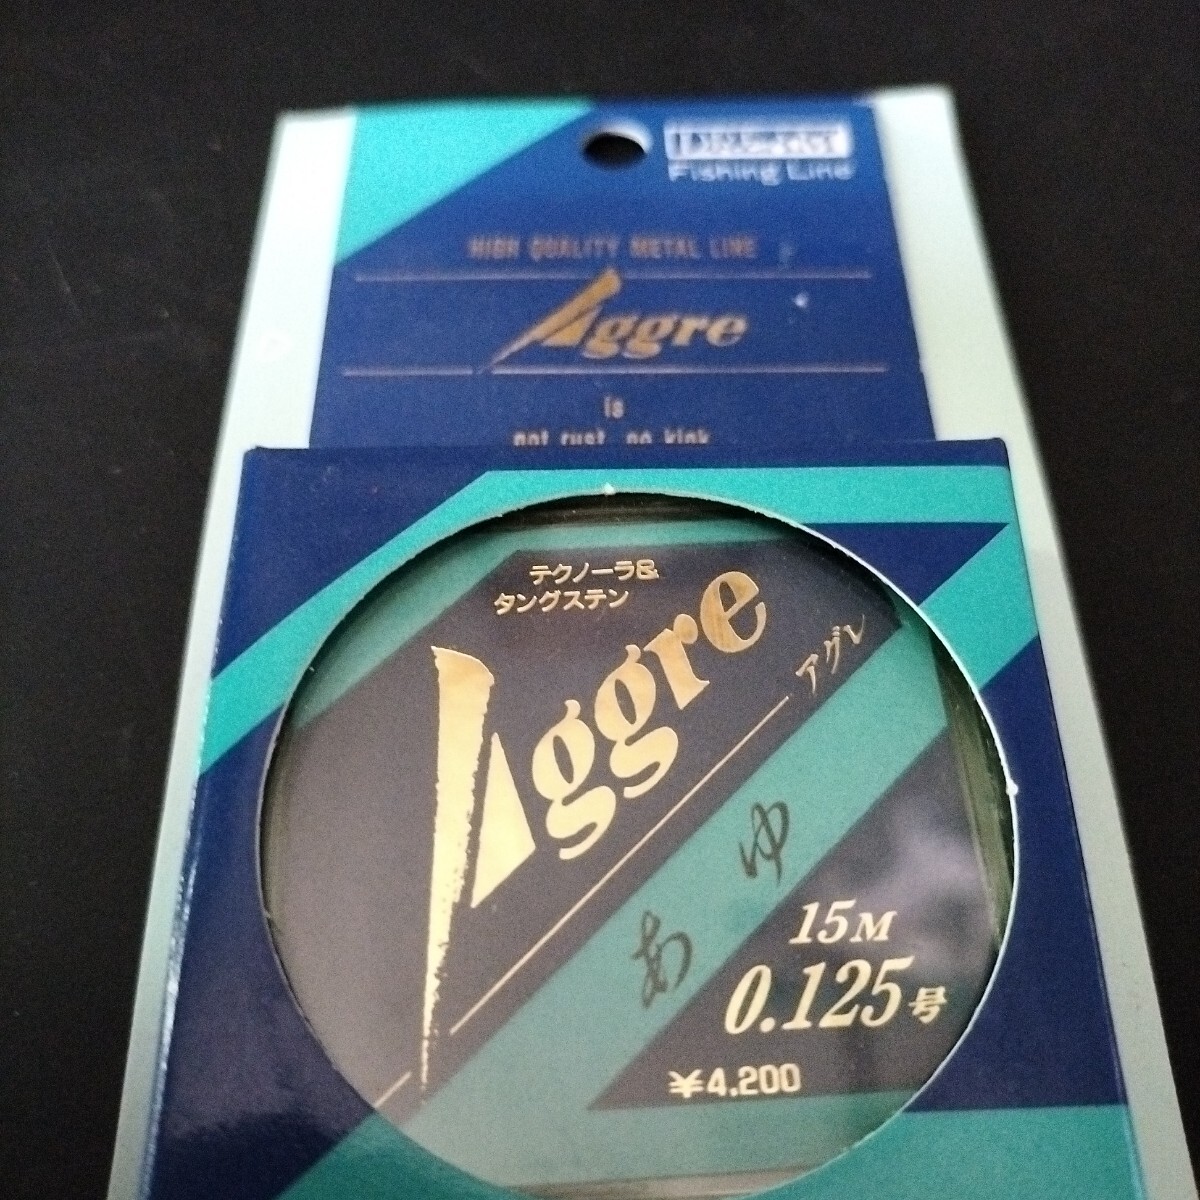 Fishing Line
HIGH QUALITY METAL LINE
Aggre
is
not rust, no kink
テクノーラ&
タングステン
Aggre
アグレ
あゆ
15M
0.125号
¥4,200